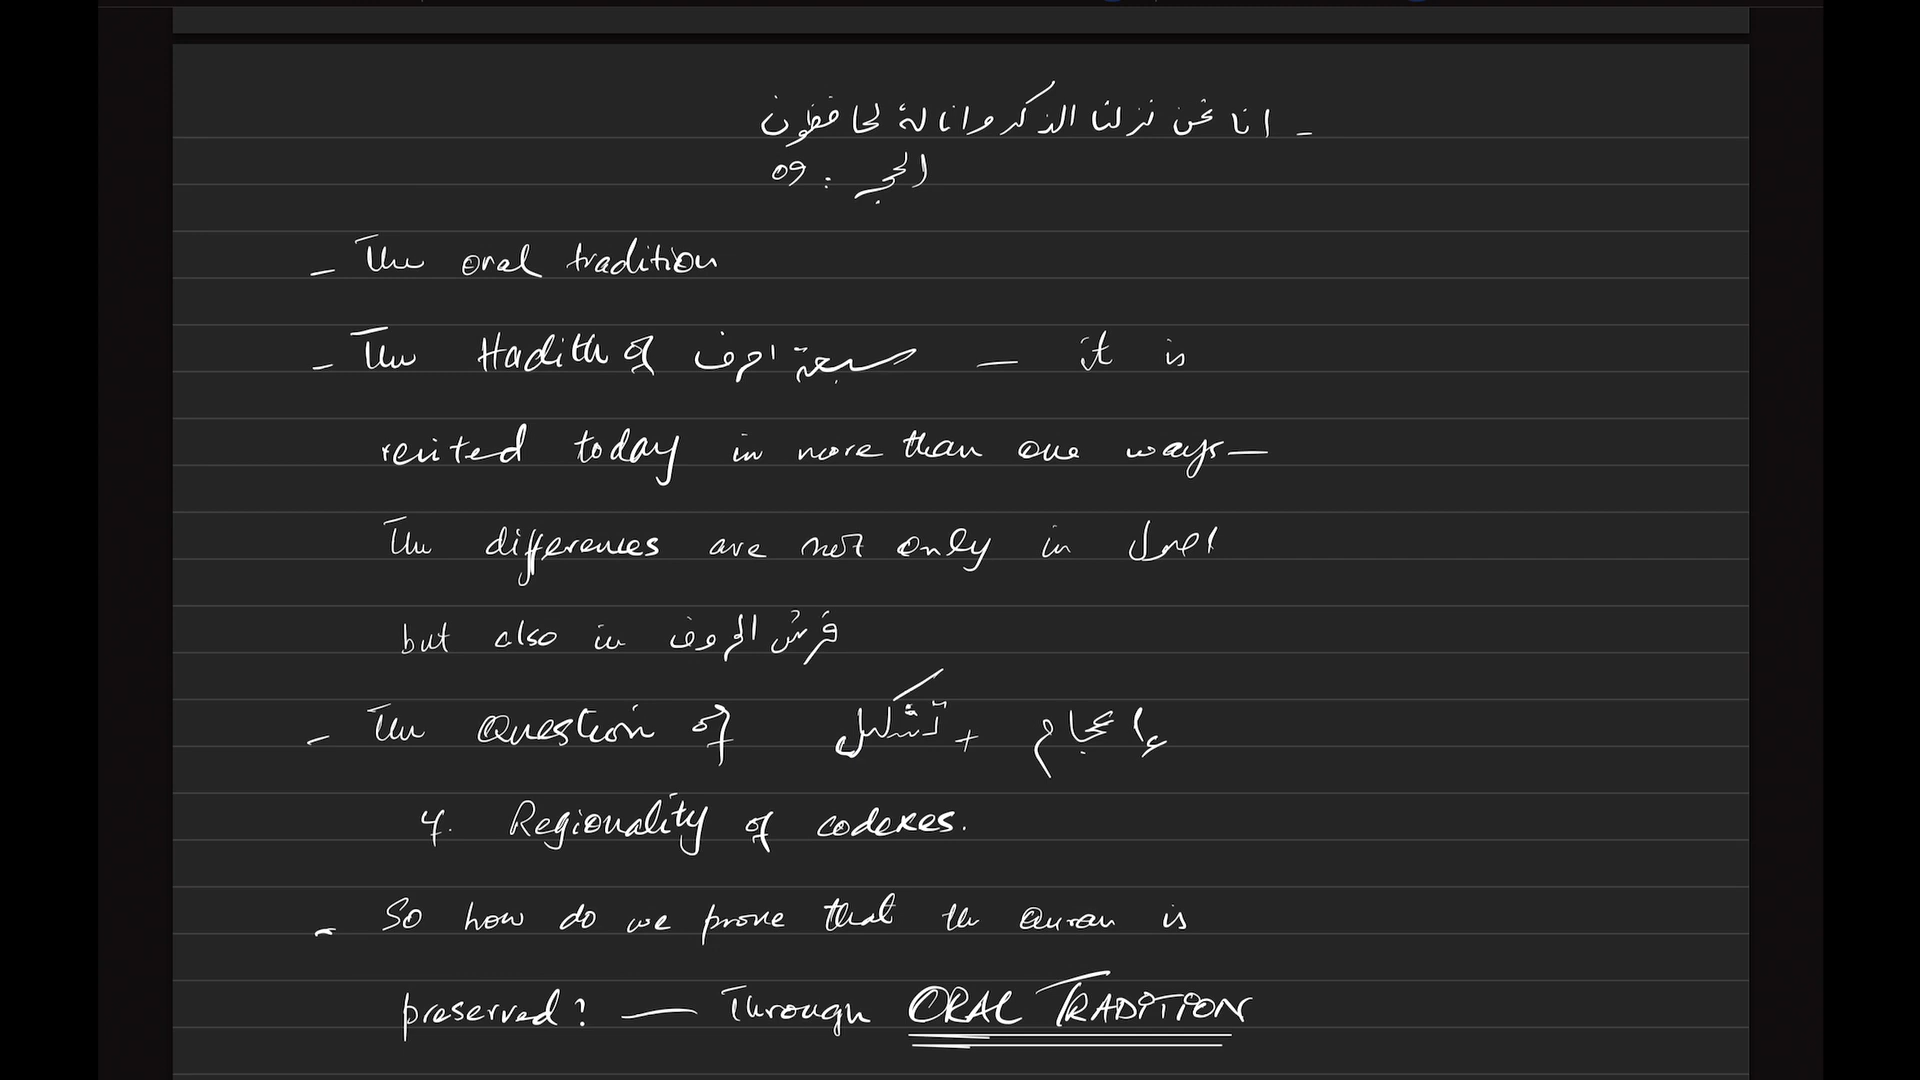 - انا نحن نزلنا الذكر وانا له لحافظون
الحجر : 09
- The oral tradition
- The Hadith of سبعة احرف - it is
recited today in more than one ways -
The differences are not only in اصول
but also in فرش الحروف
- The Question of تشكيل + إعجام
4. Regionality of codexes.
- So how do we prove that the Quran is
preserved? - Through ORAL TRADITION